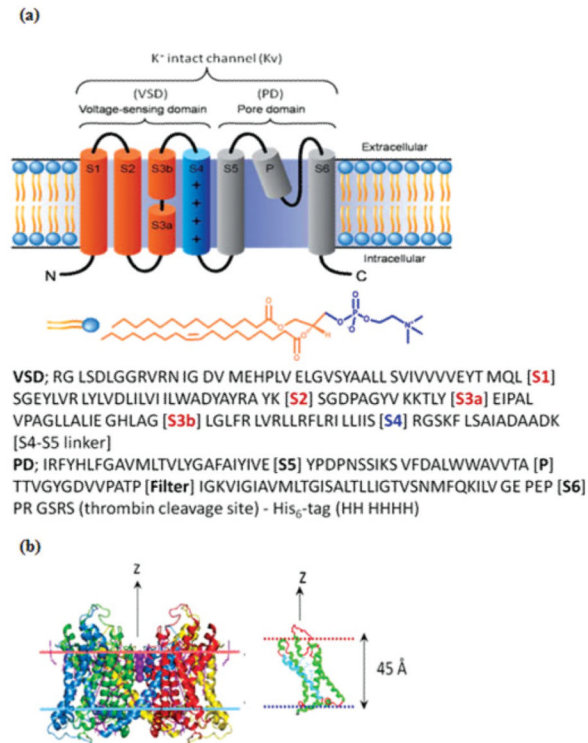 (a)
K⁺ intact channel (Kv)
(VSD)
Voltage-sensing domain
(PD)
Pore domain
Extracellular
S1
S2
S3b
S3a
S4
S5
P
S6
+
+
+
+
Intracellular
N
C
O
O
O
O
H
O
P
O
O
O
N⁺
VSD; RG LSDLGGRVRN IG DV MEHPLV ELGVSYAALL SVIVVVVEYT MQL [S1]
SGEYLVR LYLVDLILVI ILWADYAYRA YK [S2] SGDPAGYV KKTLY [S3a] EIPAL
VPAGLLALIE GHLAG [S3b] LGLFR LVRLLRFLRI LLIIS [S4] RGSKF LSAIADAADK
[S4-S5 linker]
PD; IRFYHLFGAVMLTVLYGAFAIYIVE [S5] YPDPNSSIKS VFDALWWAVVTA [P]
TTVGYGDVVPATP [Filter] IGKVIGIAVMLTGISALTLLIGTVSNMFQKILV GE PEP [S6]
PR GSRS (thrombin cleavage site) - His₆-tag (HH HHHH)
(b)
Z
Z
45 Å